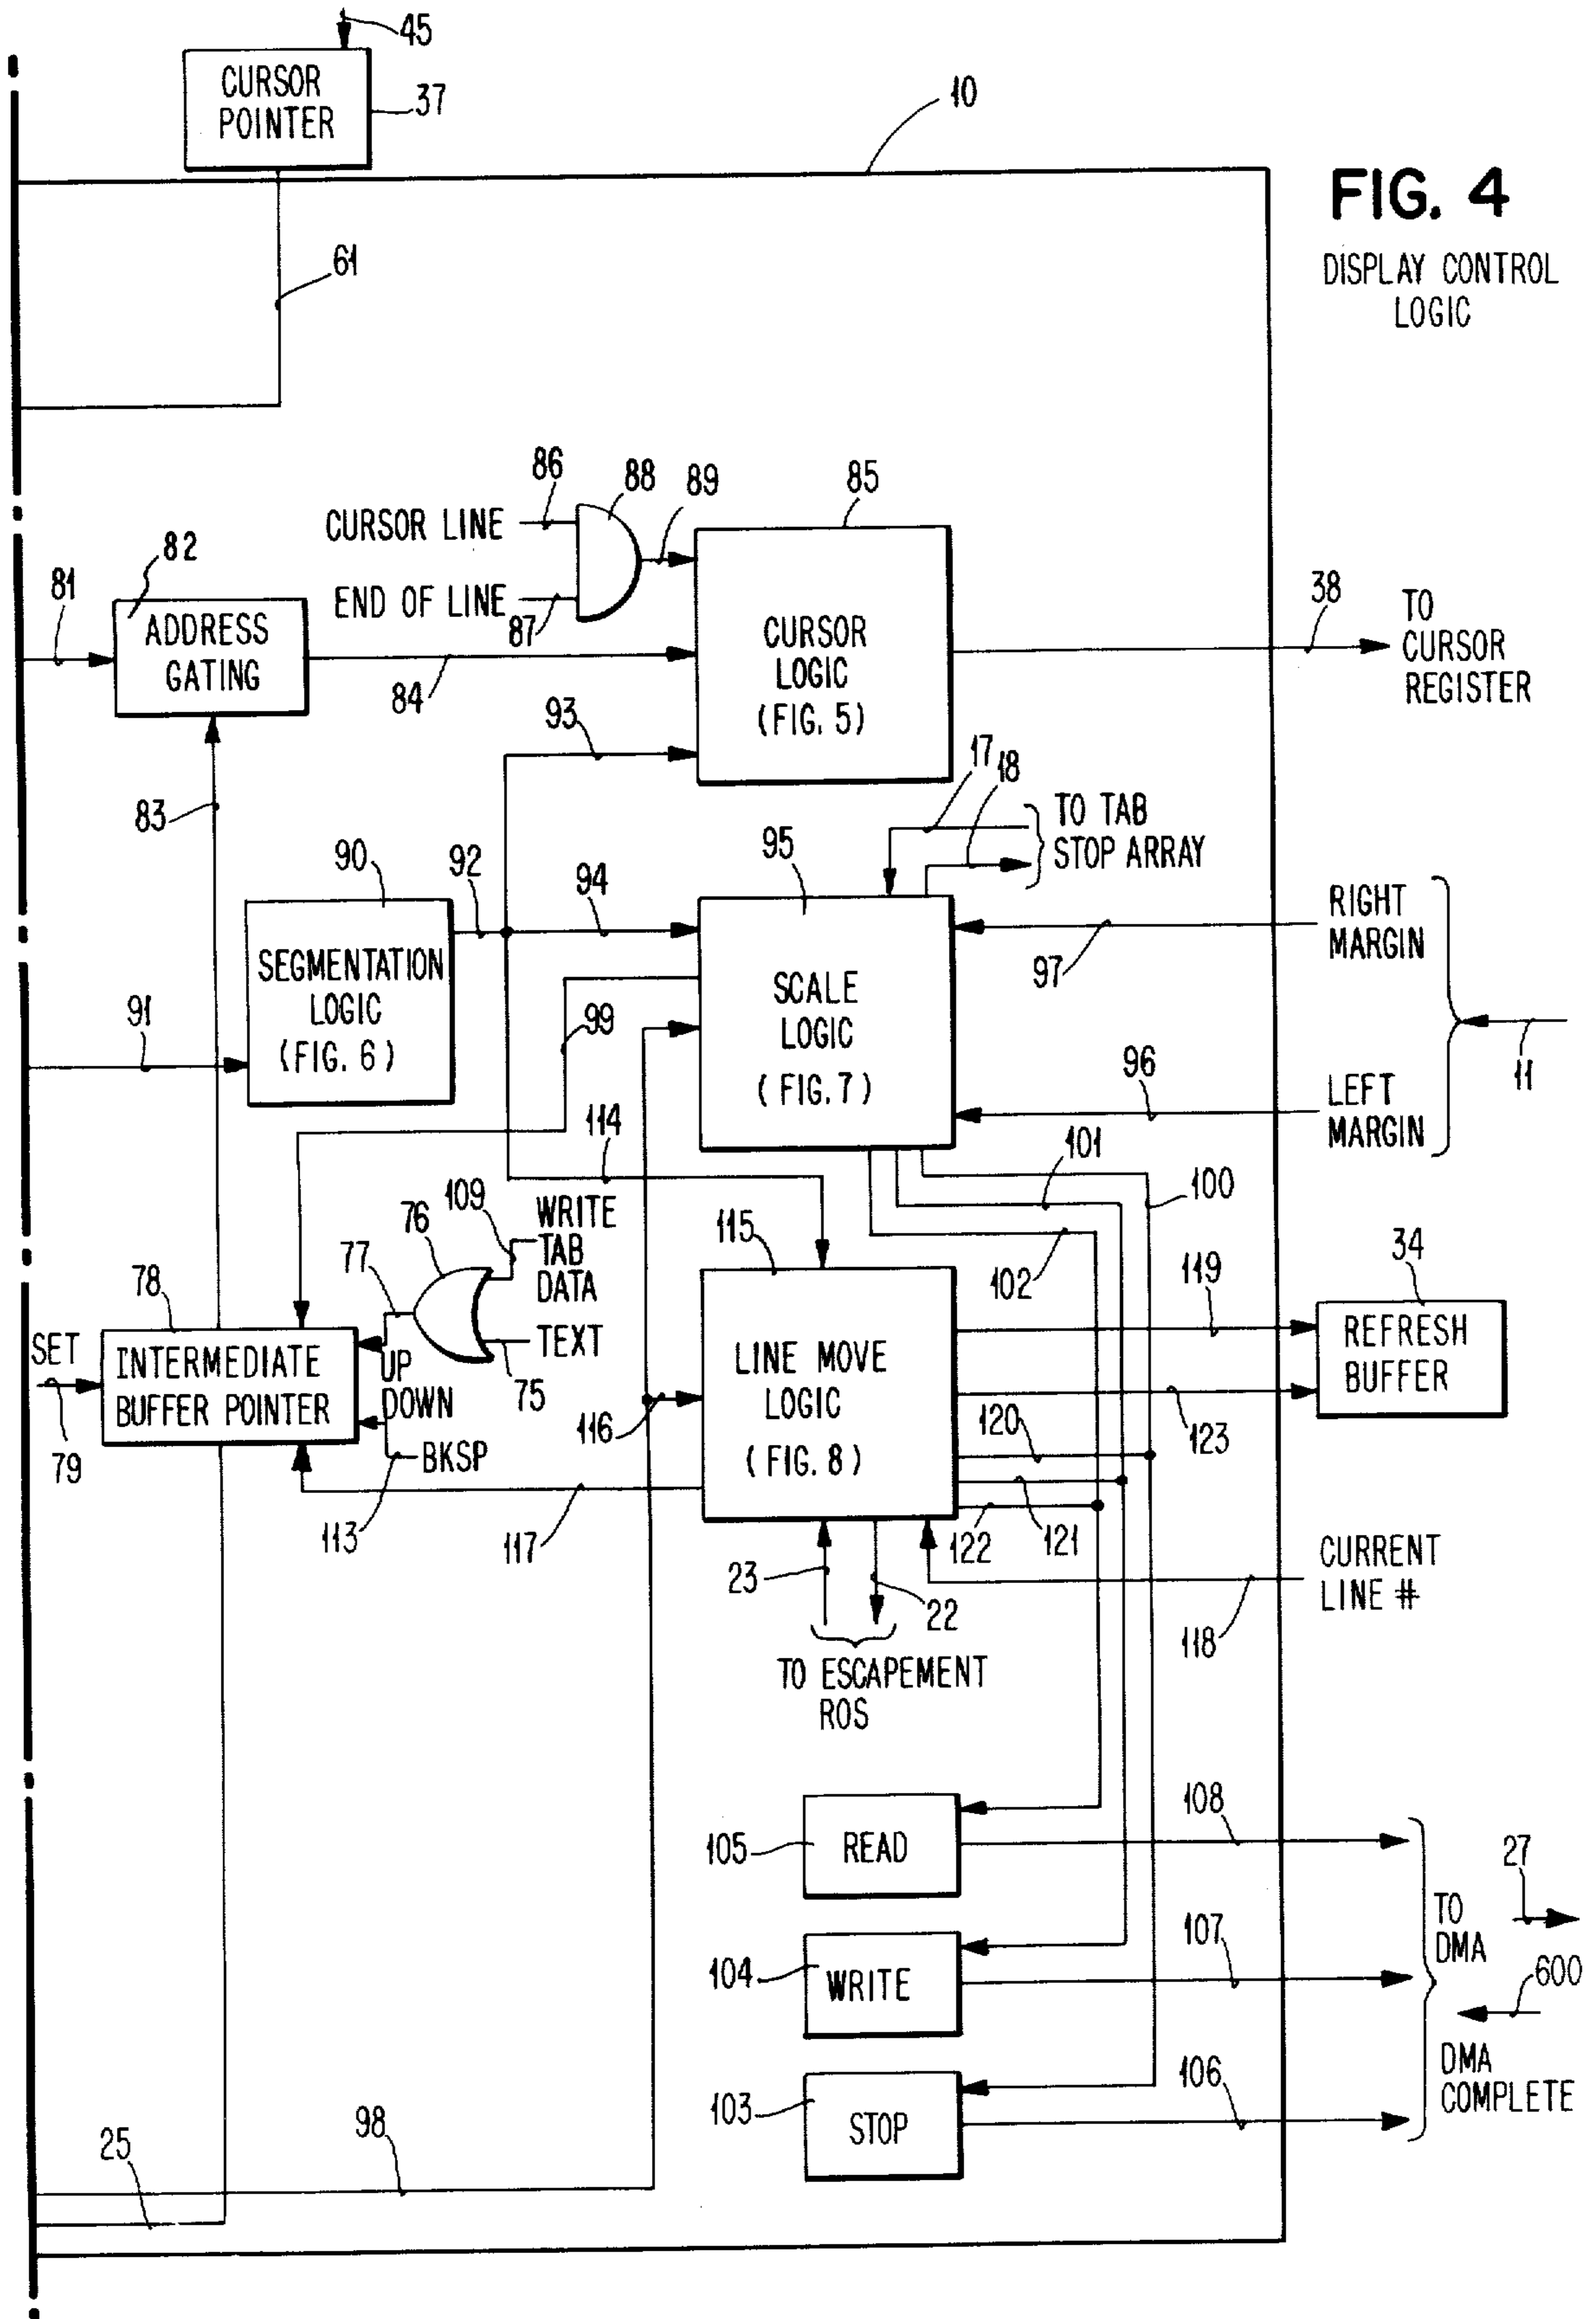 45
CURSOR
POINTER
37
10
FIG. 4
DISPLAY CONTROL
LOGIC
61
86
88
89
85
CURSOR LINE
END OF LINE
87
82
81
ADDRESS
GATING
84
93
CURSOR
LOGIC
(FIG. 5)
38
TO
CURSOR
REGISTER
83
17
18
TO TAB
STOP ARRAY
90
92
94
95
SEGMENTATION
LOGIC
(FIG. 6)
91
99
SCALE
LOGIC
(FIG. 7)
RIGHT
MARGIN
97
96
LEFT
MARGIN
11
114
101
100
102
109
WRITE
TAB
DATA
76
77
TEXT
75
78
SET
79
INTERMEDIATE
BUFFER POINTER
UP
DOWN
BKSP
113
115
116
117
LINE MOVE
LOGIC
(FIG. 8)
119
34
REFRESH
BUFFER
123
120
121
122
23
22
TO ESCAPEMENT
ROS
CURRENT
LINE #
118
105
READ
108
104
WRITE
107
103
STOP
106
TO
DMA
27
600
DMA
COMPLETE
98
25